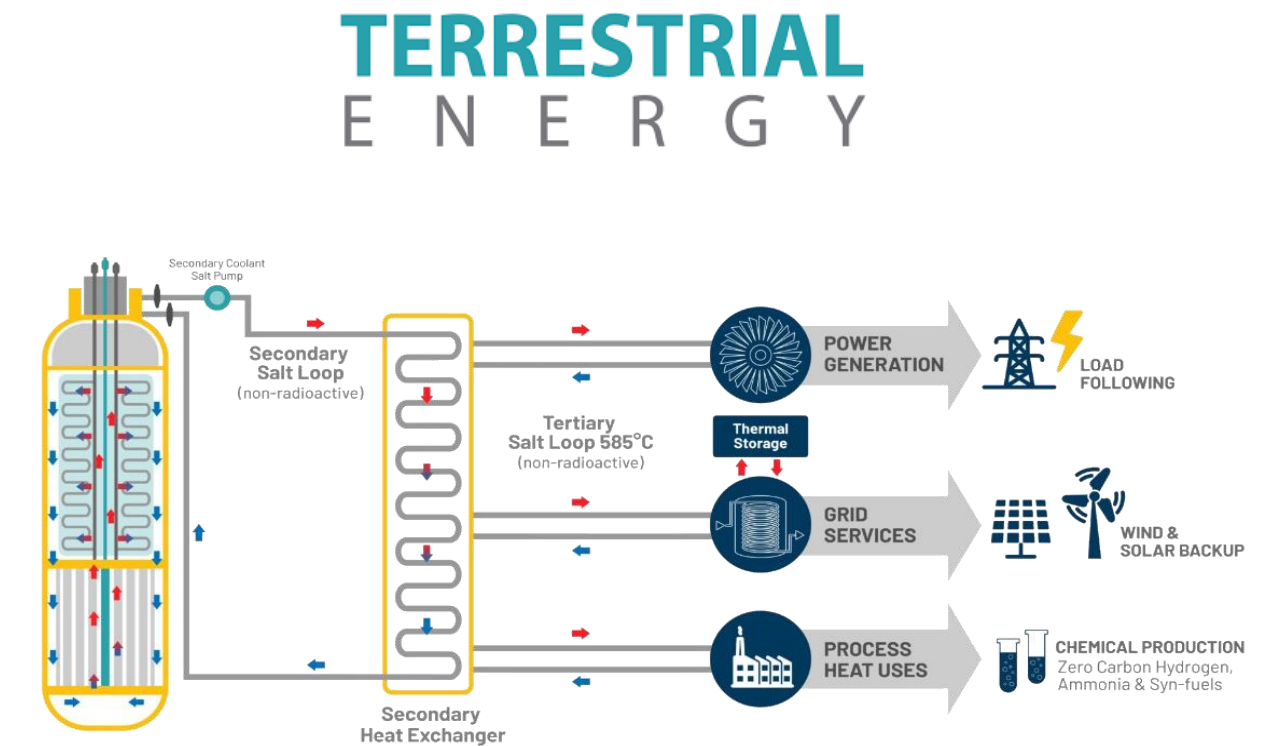 TERRESTRIAL
ENERGY
Secondary Coolant
Salt Pump
Secondary
Salt Loop
(non-radioactive)
Tertiary
Salt Loop 585°C
(non-radioactive)
Secondary
Heat Exchanger
POWER
GENERATION
LOAD
FOLLOWING
Thermal
Storage
GRID
SERVICES
WIND &
SOLAR BACKUP
PROCESS
HEAT USES
CHEMICAL PRODUCTION
Zero Carbon Hydrogen,
Ammonia & Syn-fuels